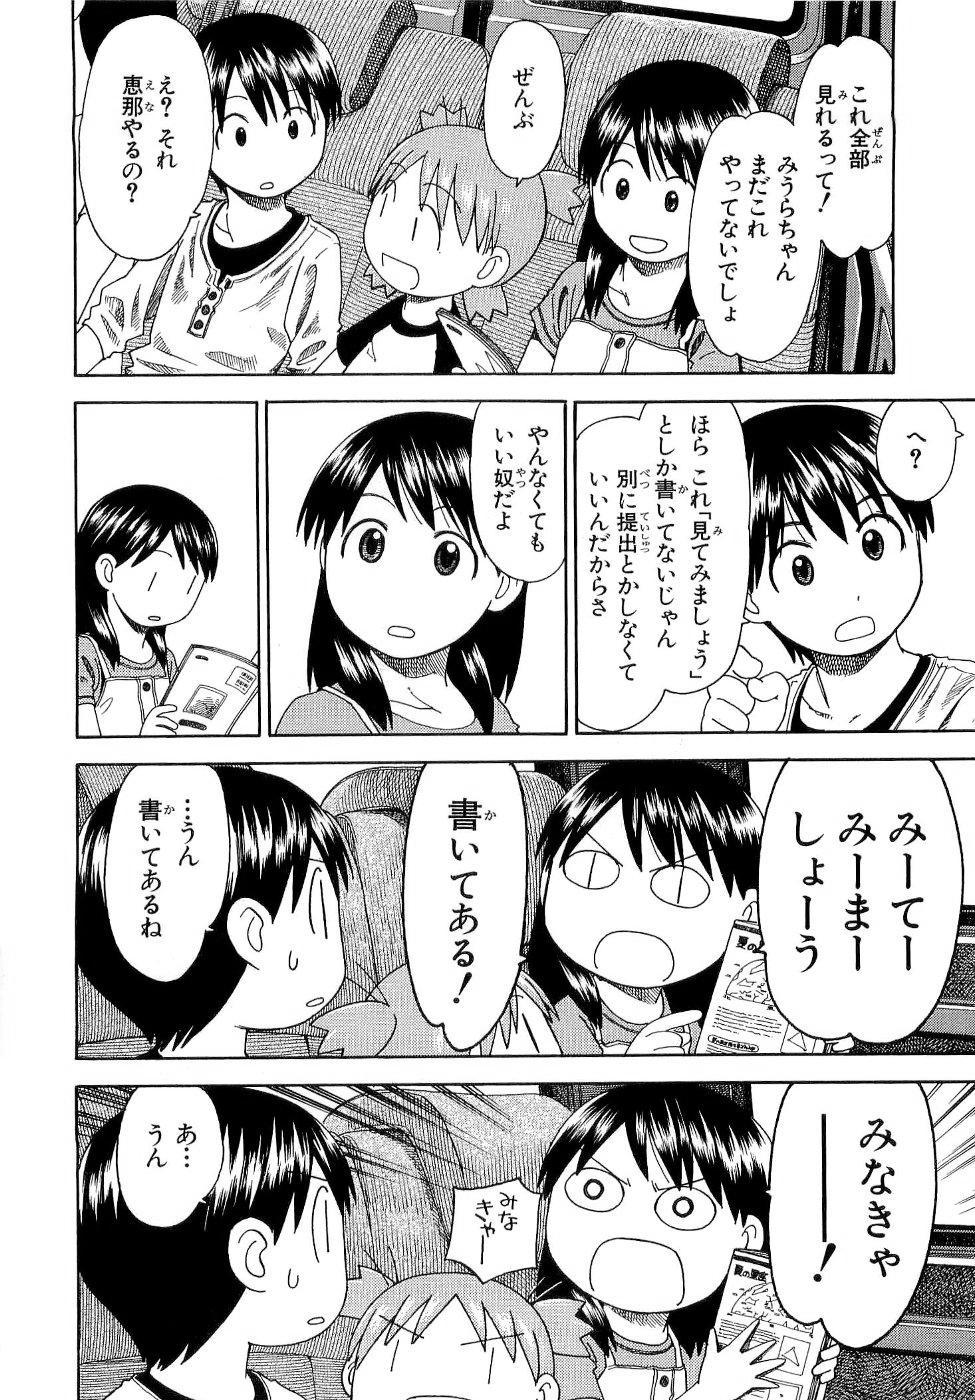 これ全部
見れるって!
みうらちゃん
まだこれ
やってないでしょ
ぜんぶ
え?それ
恵那やるの?
へ?
ほら これ「見てみましょう」
としか書いてないじゃん
別に提出とかしなくて
いいんだからさ
やんなくても
いい奴だよ
みーてー
みーまー
しょーう
書いてある!
…うん
書いてあるね
みなきゃ
――!
みな
キャー
あ…
うん